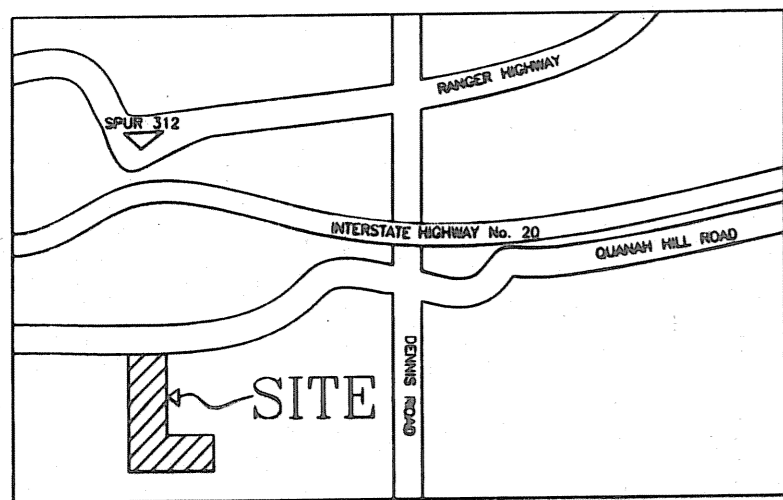 RANGER HIGHWAY
SPUR 312
INTERSTATE HIGHWAY No. 20
QUANAH HILL ROAD
DENNIS ROAD
SITE